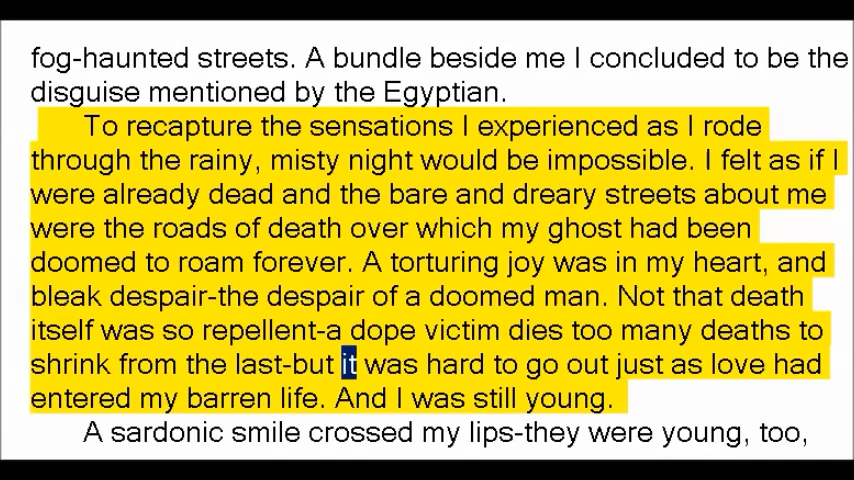 fog-haunted streets. A bundle beside me I concluded to be the
disguise mentioned by the Egyptian.
To recapture the sensations I experienced as I rode
through the rainy, misty night would be impossible. I felt as if I
were already dead and the bare and dreary streets about me
were the roads of death over which my ghost had been
doomed to roam forever. A torturing joy was in my heart, and
bleak despair-the despair of a doomed man. Not that death
itself was so repellent-a dope victim dies too many deaths to
shrink from the last-but it was hard to go out just as love had
entered my barren life. And I was still young.
A sardonic smile crossed my lips-they were young, too,